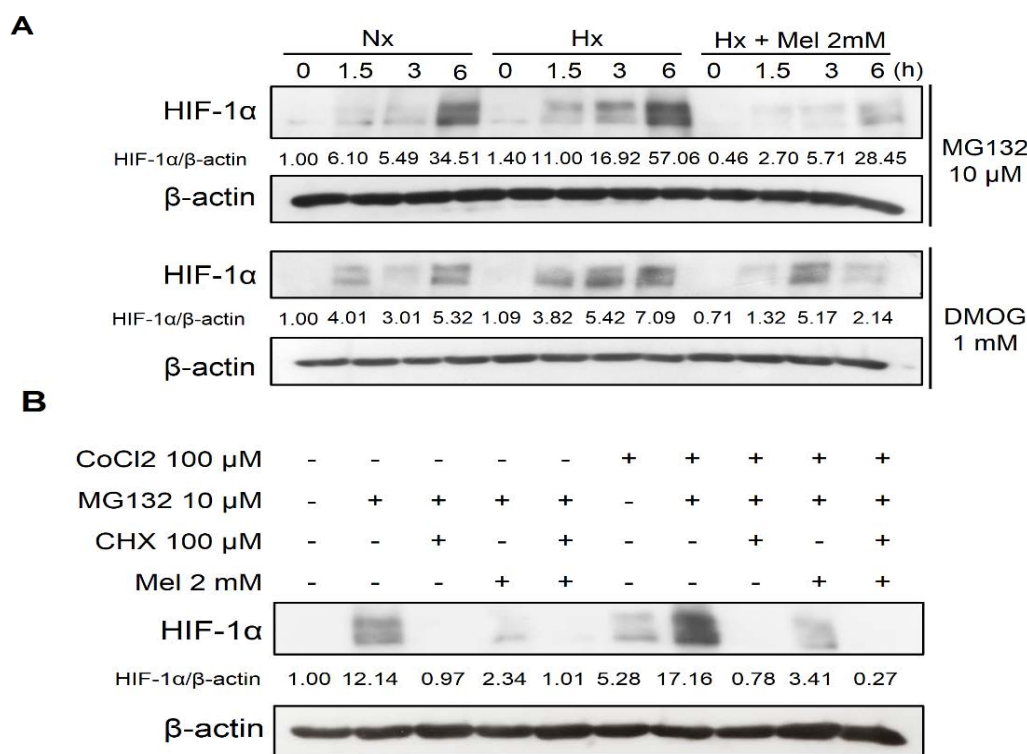 A
Nx Hx Hx + Mel 2mM
0 1.5 3 6 0 1.5 3 6 0 1.5 3 6 (h)
HIF-1α
HIF-1α/β-actin 1.00 6.10 5.49 34.51 1.40 11.00 16.92 57.06 0.46 2.70 5.71 28.45
β-actin
MG132
10 µM
HIF-1α
HIF-1α/β-actin 1.00 4.01 3.01 5.32 1.09 3.82 5.42 7.09 0.71 1.32 5.17 2.14
β-actin
DMOG
1 mM
B
CoCl2 100 µM - - - - - + + + + +
MG132 10 µM - + + + + - + + + +
CHX 100 µM - - + - + - - + - +
Mel 2 mM - - - + + - - - + +
HIF-1α
HIF-1α/β-actin 1.00 12.14 0.97 2.34 1.01 5.28 17.16 0.78 3.41 0.27
β-actin